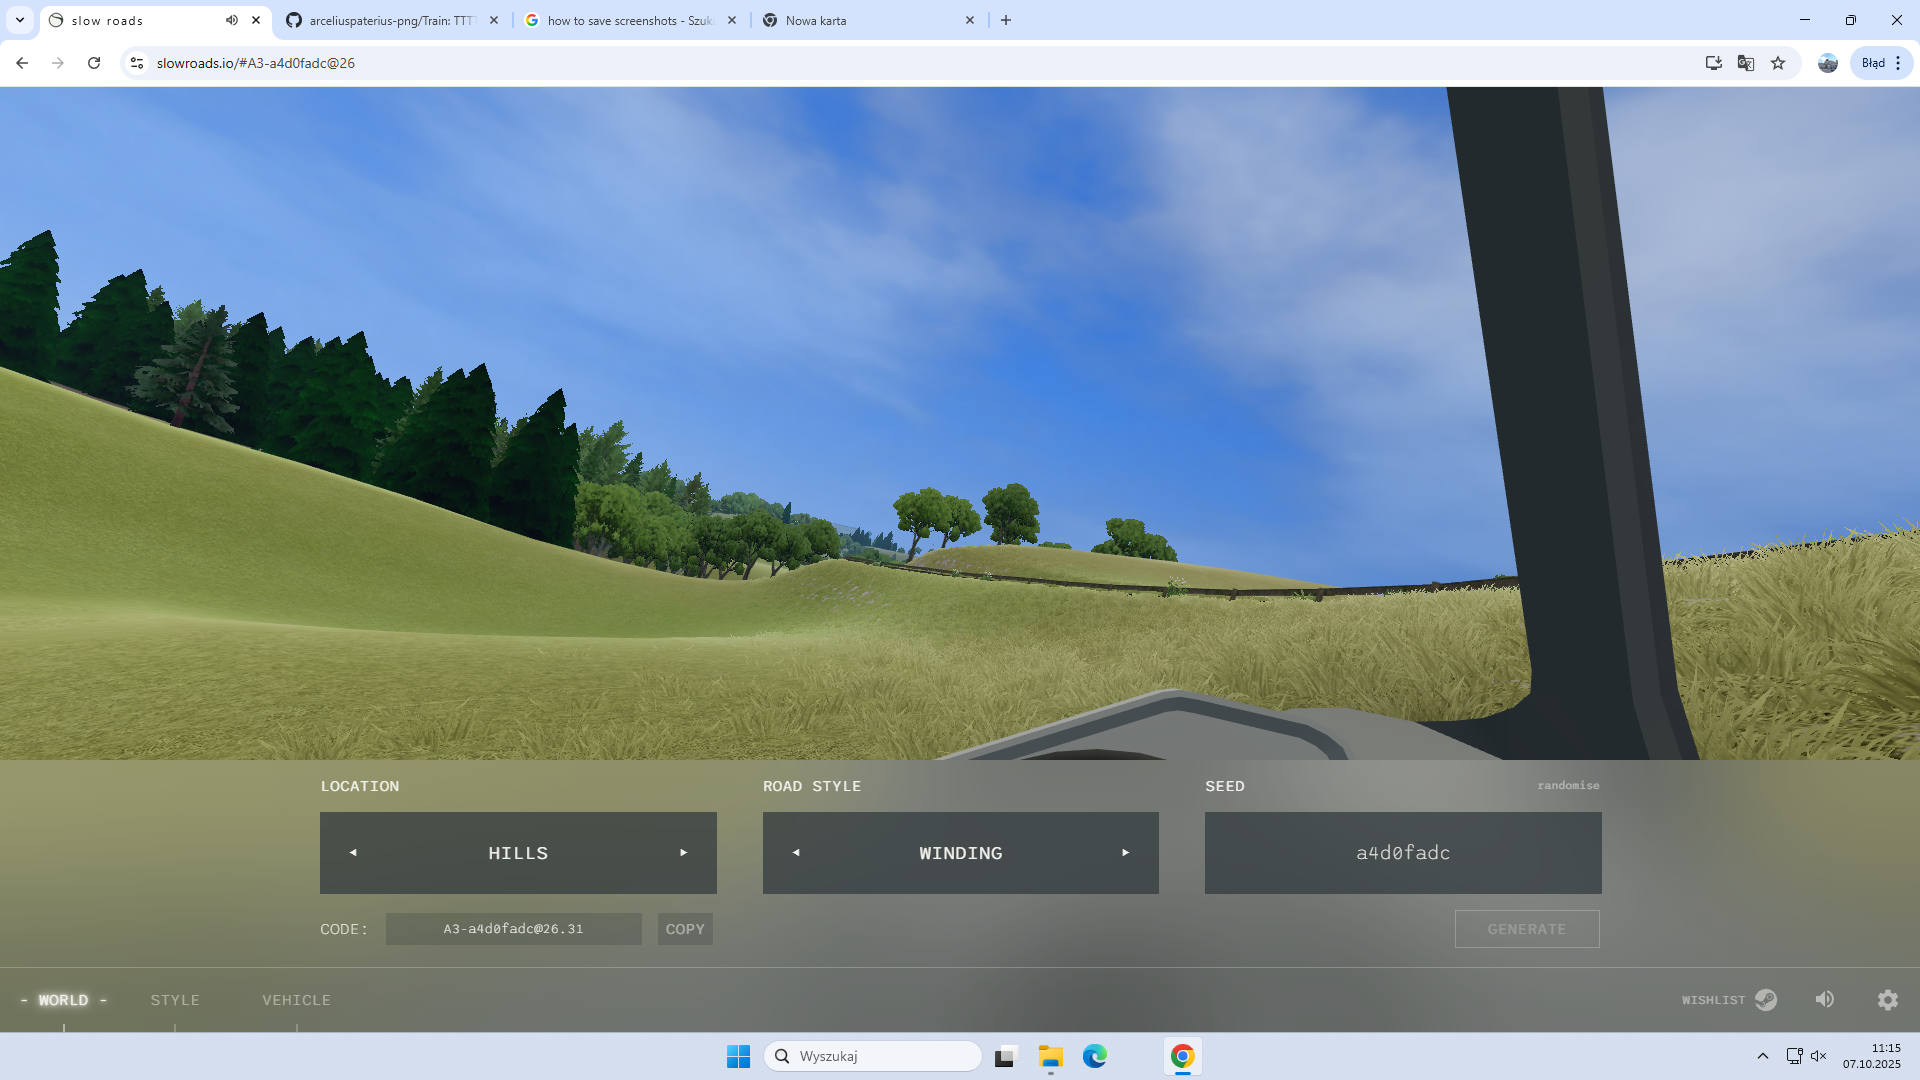 slow roads
arceliuspaterius-png/Train: TTTT
how to save screenshots - Szuka
Nowa karta
slowroads.io/#A3-a4d0fadc@26
Błąd
LOCATION
ROAD STYLE
SEED
randomise
HILLS
WINDING
a4d0fadc
CODE:
A3-a4d0fadc@26.31
COPY
GENERATE
- WORLD -
STYLE
VEHICLE
WISHLIST
Wyszukaj
11:15
07.10.2025